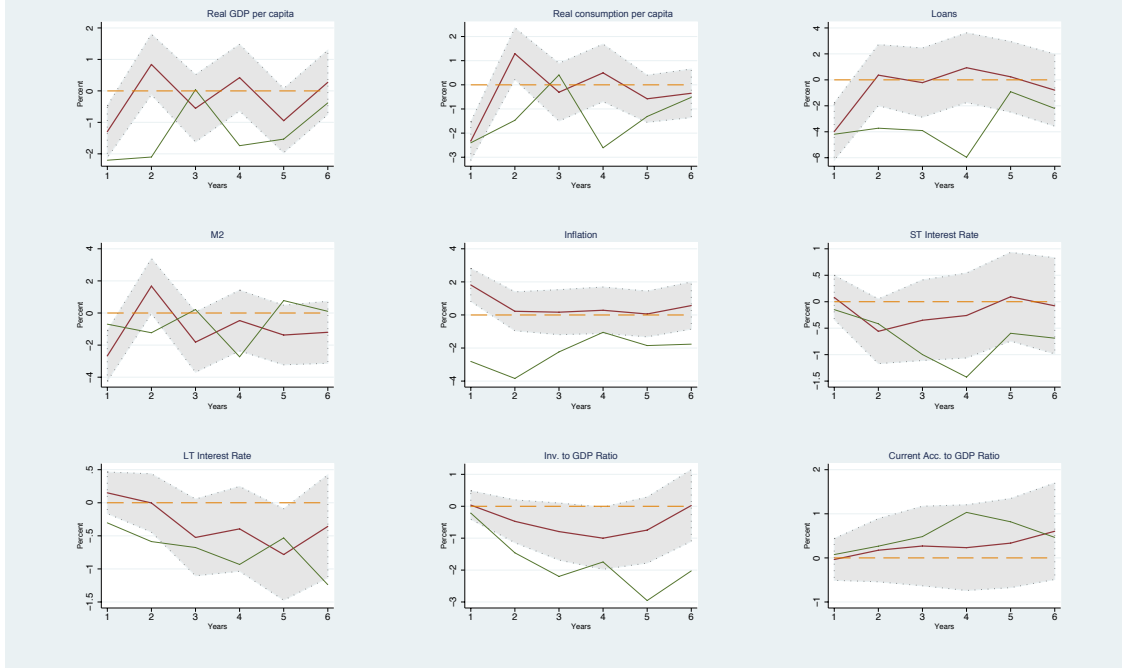 Real GDP per capita
Percent
2
1
0
−1
−2
1 2 3 4 5 6
Years
Real consumption per capita
Percent
2
1
0
−1
−2
−3
1 2 3 4 5 6
Years
Loans
Percent
4
2
0
−2
−4
−6
1 2 3 4 5 6
Years
M2
Percent
4
2
0
−2
−4
1 2 3 4 5 6
Years
Inflation
Percent
4
2
0
−2
−4
1 2 3 4 5 6
Years
ST Interest Rate
Percent
1
.5
0
−.5
−1
−1.5
1 2 3 4 5 6
Years
LT Interest Rate
Percent
.5
0
−.5
−1
−1.5
1 2 3 4 5 6
Years
Inv. to GDP Ratio
Percent
1
0
−1
−2
−3
1 2 3 4 5 6
Years
Current Acc. to GDP Ratio
Percent
2
1
0
−1
1 2 3 4 5 6
Years